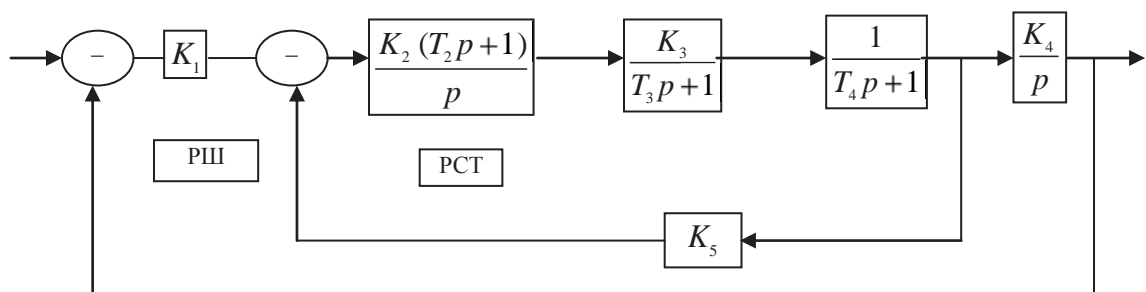 − K₁ − K₂ (T₂p+1) / p K₃ / T₃p+1 1 / T₄p+1 K₄ / p
РШ РСТ
K₅